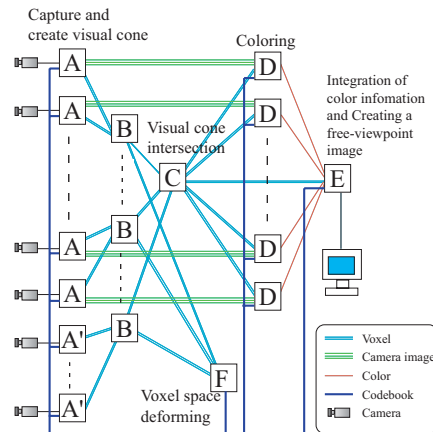 Capture and
create visual cone
Coloring
Integration of
color infomation
and Creating a
free-viewpoint
image
Visual cone
intersection
A
D
A
D
B
C
E
A
B
D
A
D
A'
B
F
A'
Voxel space
deforming
Voxel
Camera image
Color
Codebook
Camera